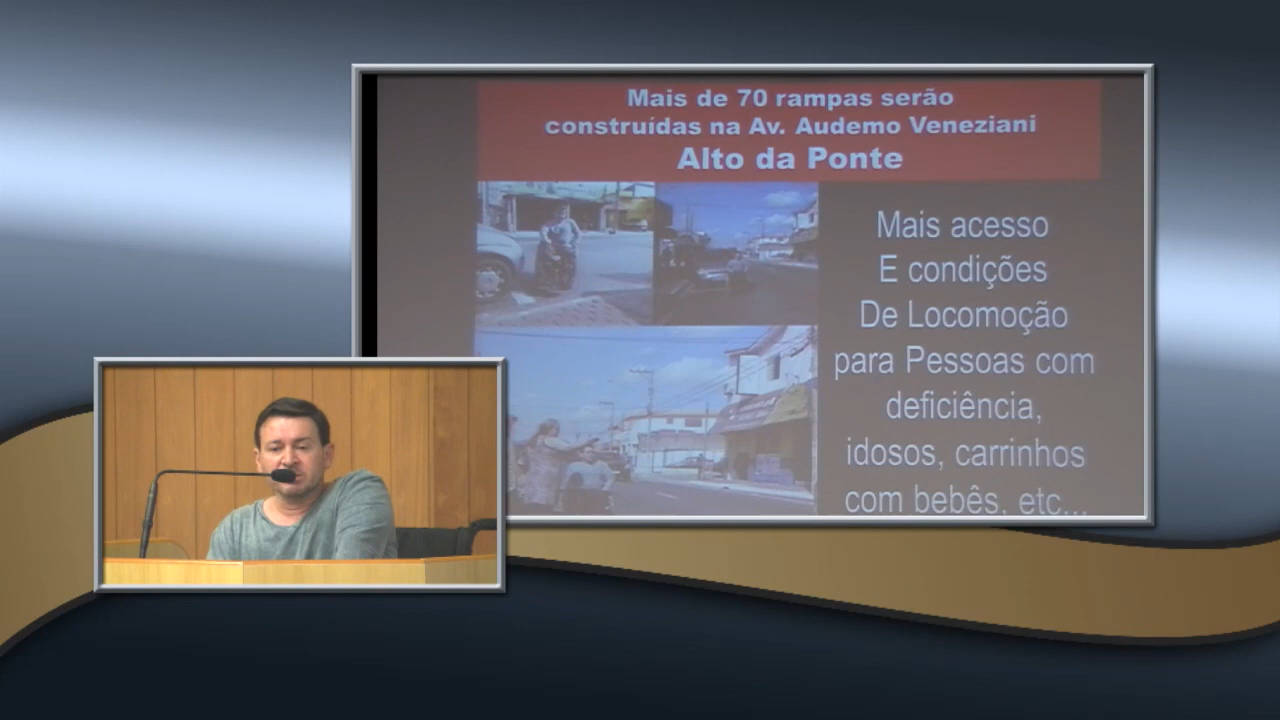 Mais de 70 rampas serão
construídas na Av. Audemo Veneziani
Alto da Ponte
Mais acesso
E condições
De Locomoção
para Pessoas com
deficiência,
idosos, carrinhos
com bebês, etc...